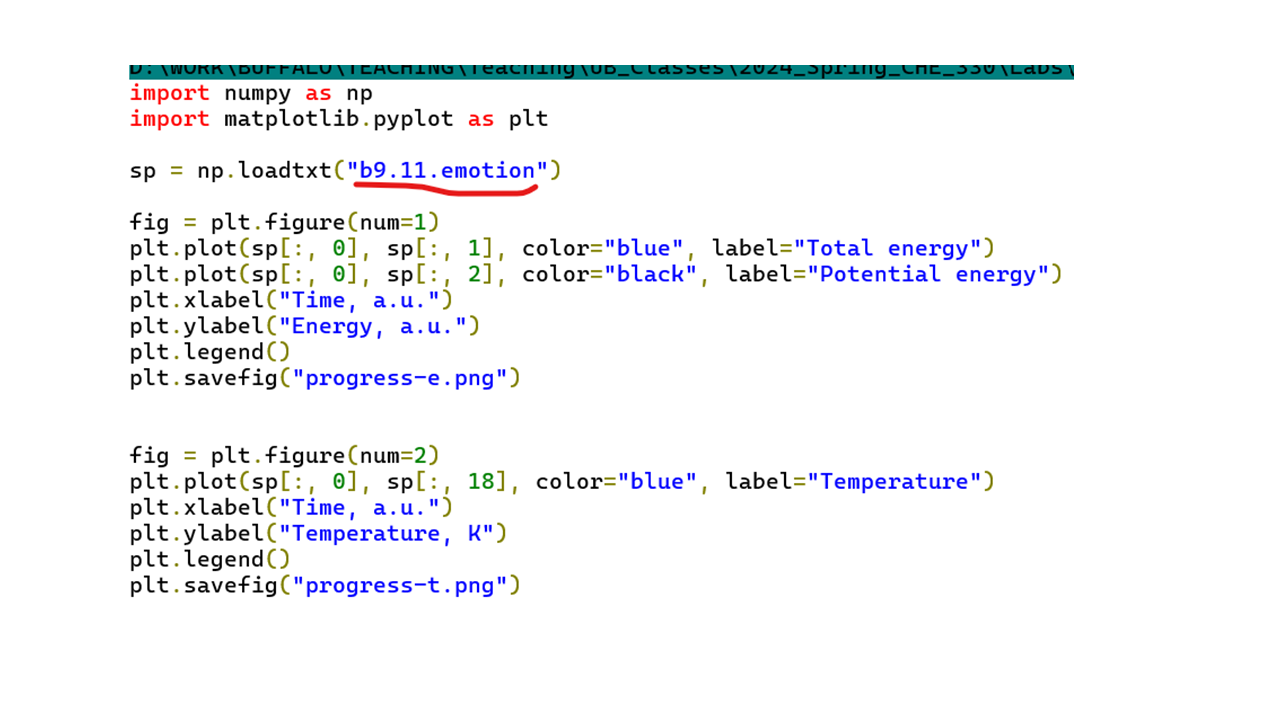 D:\WORK\BUFFALO\TEACHING\Teaching\UB_Classes\2024_Spring_CHE_330\Labs\
import numpy as np
import matplotlib.pyplot as plt
sp = np.loadtxt("b9.11.emotion")
fig = plt.figure(num=1)
plt.plot(sp[:, 0], sp[:, 1], color="blue", label="Total energy")
plt.plot(sp[:, 0], sp[:, 2], color="black", label="Potential energy")
plt.xlabel("Time, a.u.")
plt.ylabel("Energy, a.u.")
plt.legend()
plt.savefig("progress-e.png")
fig = plt.figure(num=2)
plt.plot(sp[:, 0], sp[:, 18], color="blue", label="Temperature")
plt.xlabel("Time, a.u.")
plt.ylabel("Temperature, K")
plt.legend()
plt.savefig("progress-t.png")